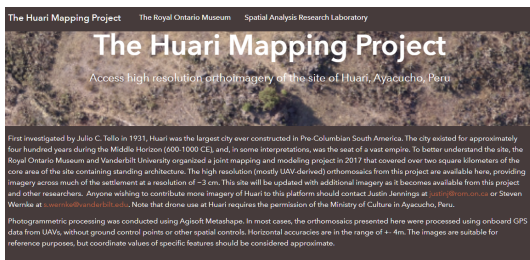 The Huari Mapping Project The Royal Ontario Museum Spatial Analysis Research Laboratory
The Huari Mapping Project
Access high resolution orthoimagery of the site of Huari, Ayacucho, Peru
First investigated by Julio C. Tello in 1931, Huari was the largest city ever constructed in Pre-Columbian South America. The city existed for approximately
four hundred years during the Middle Horizon (600-1000 CE), and, in some interpretations, was the seat of a vast empire. To better understand the site, the
Royal Ontario Museum and Vanderbilt University organized a joint mapping and modeling project in 2017 that covered over two square kilometers of the
core area of the site containing standing architecture. The high resolution (mostly UAV-derived) orthomosaics from this project are available here, providing
imagery across much of the settlement at a resolution of ~3 cm. This site will be updated with additional imagery as it becomes available from this project
and other researchers. Anyone wishing to contribute more imagery of Huari to this platform should contact Justin Jennings at justinj@rom.on.ca or Steven
Wernke at s.wernke@vanderbilt.edu. Note that drone use at Huari requires the permission of the Ministry of Culture in Ayacucho, Peru.
Photogrammetric processing was conducted using Agisoft Metashape. In most cases, the orthomosaics presented here were processed using onboard GPS
data from UAVs, without ground control points or other spatial controls. Horizontal accuracies are in the range of +- 4m. The images are suitable for
reference purposes, but coordinate values of specific features should be considered approximate.